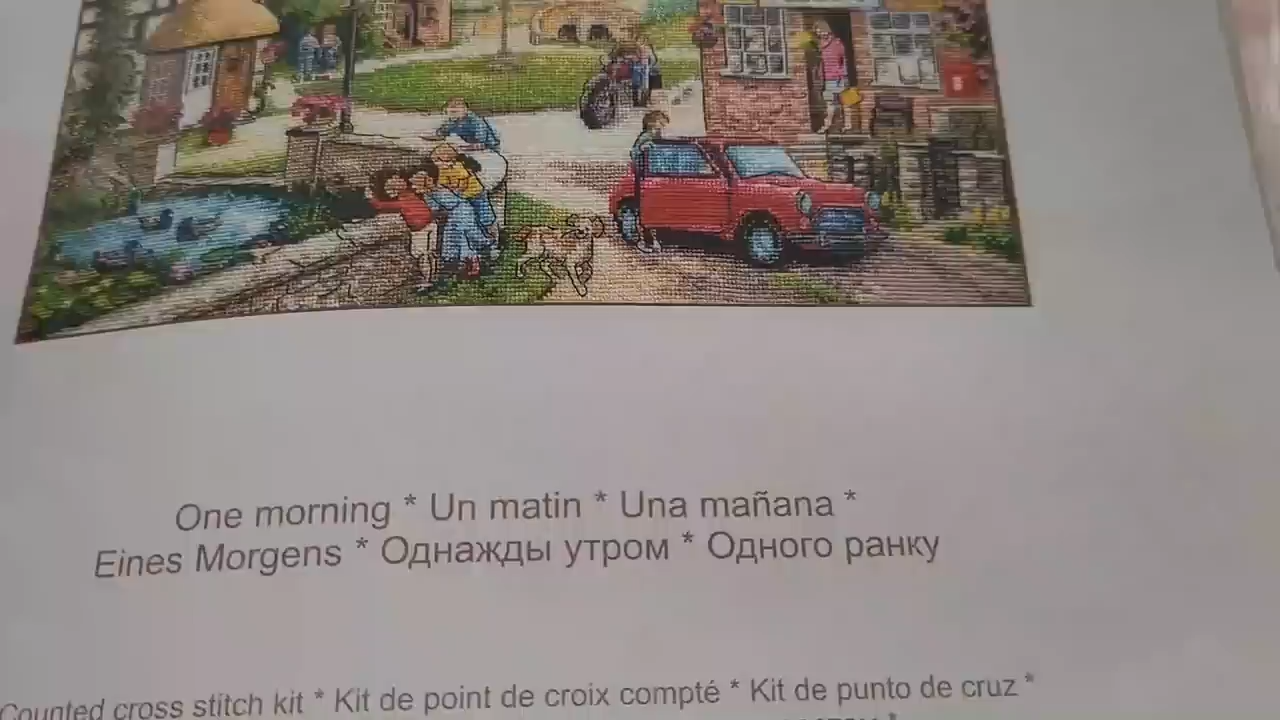 One morning * Un matin * Una mañana *
Eines Morgens * Однажды утром * Одного ранку
Counted cross stitch kit * Kit de point de croix compté * Kit de punto de cruz *